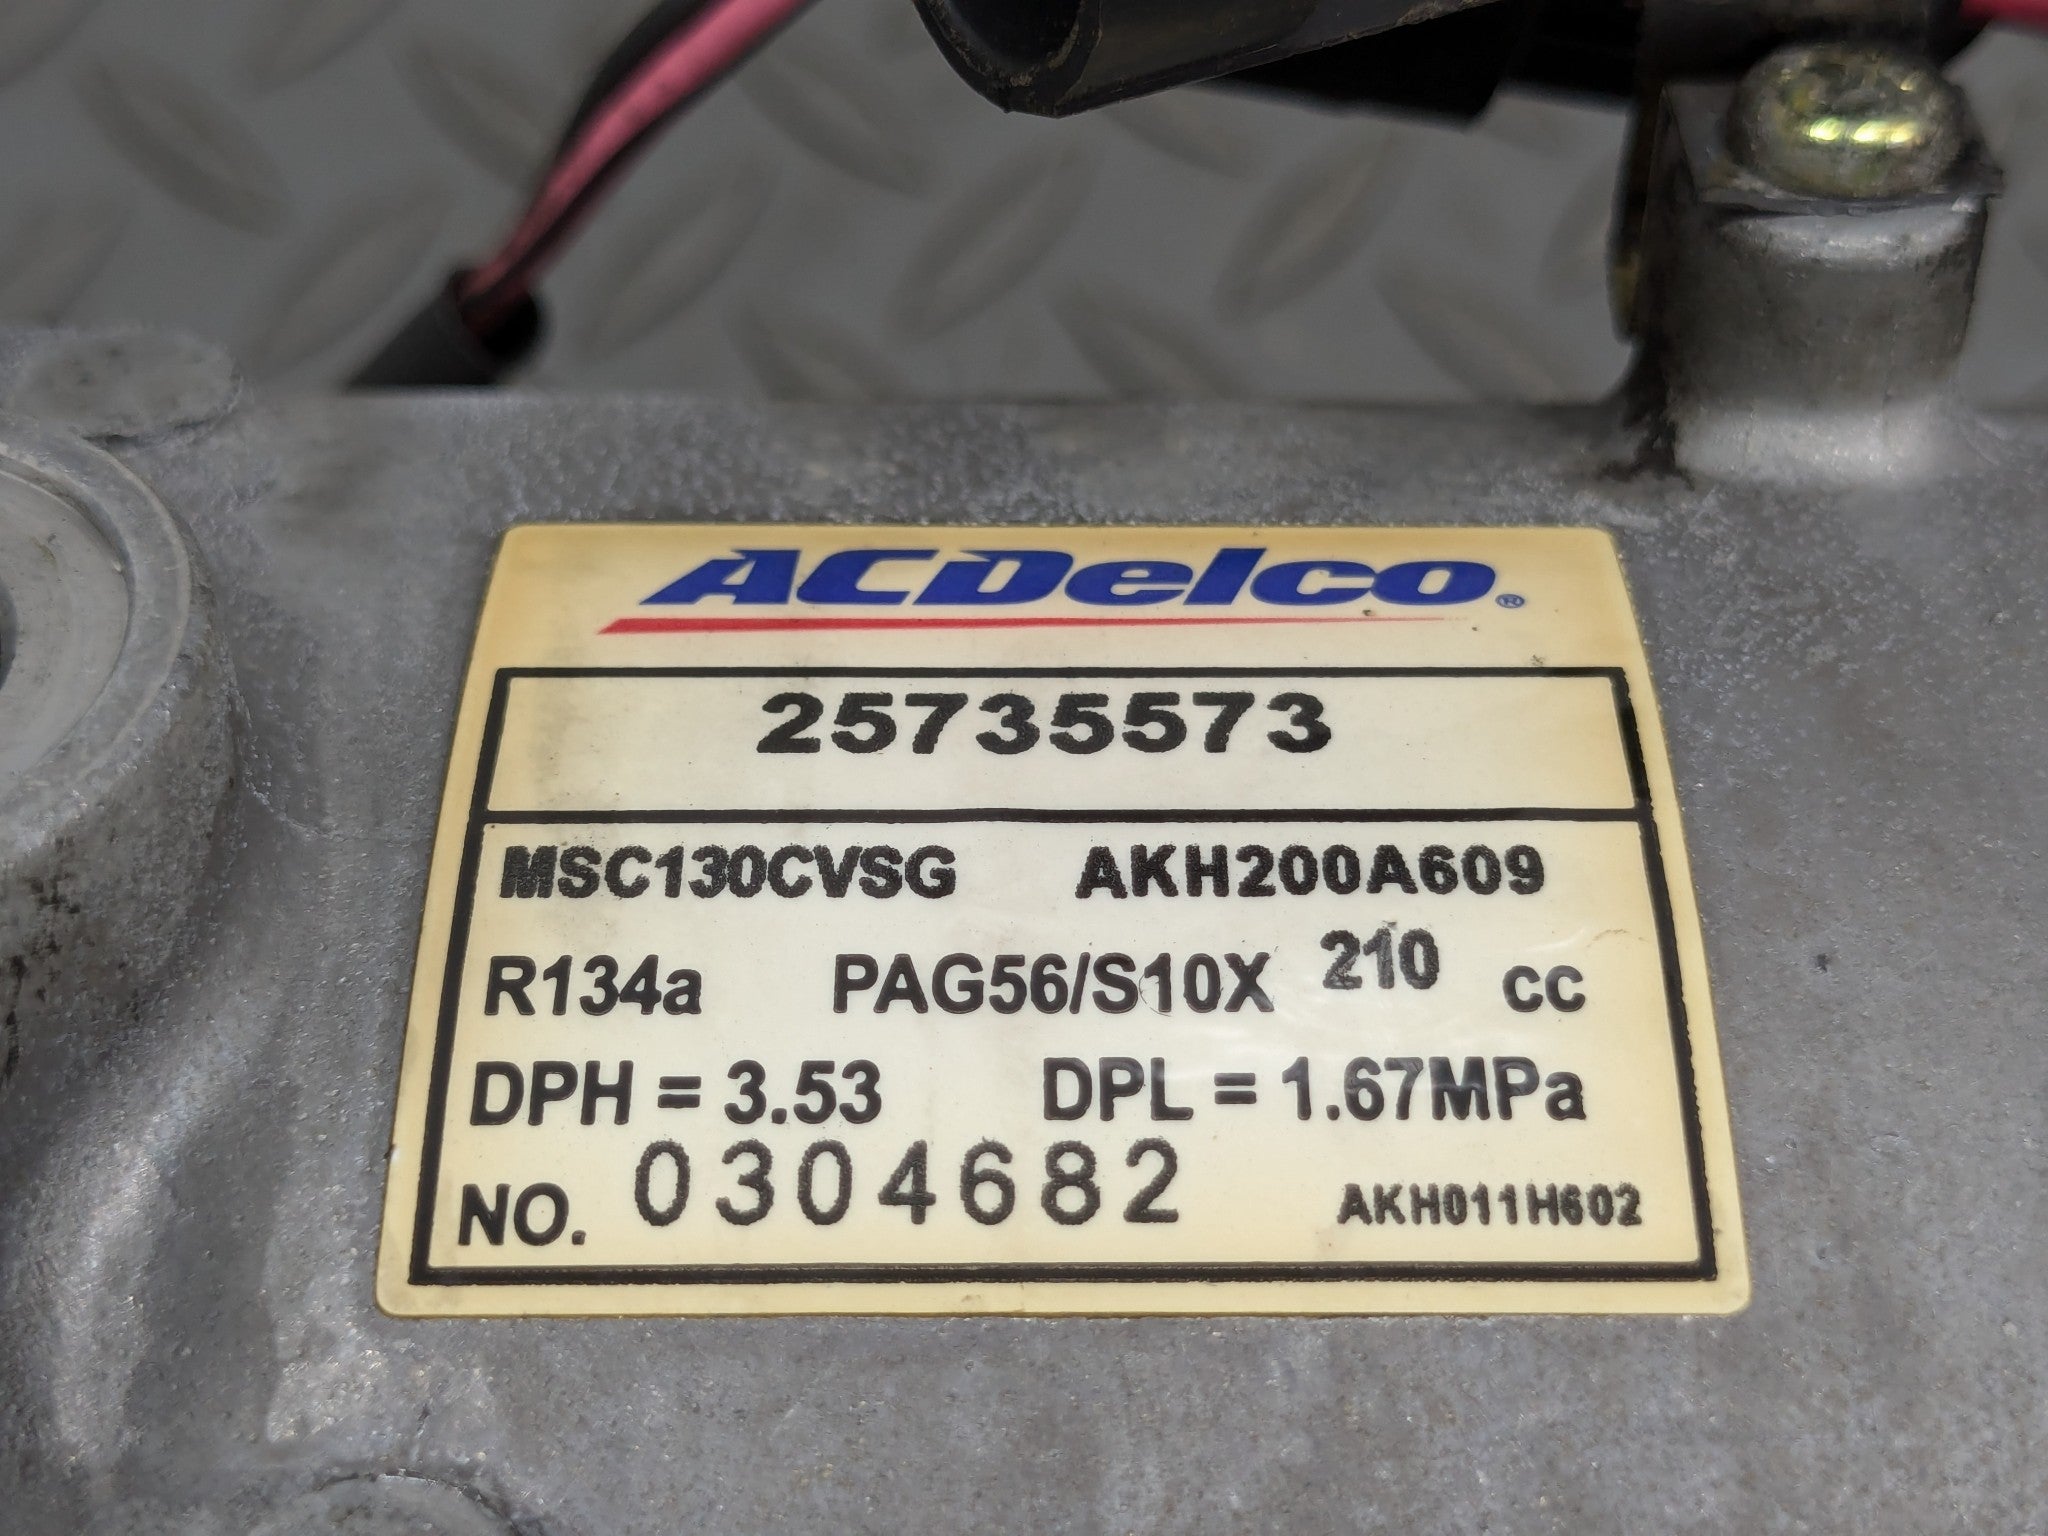 ACDelco®
25735573
MSC130CVSG AKH200A609
R134a PAG56/S10X 210 cc
DPH = 3.53 DPL = 1.67MPa
NO. 0304682 AKH011H602